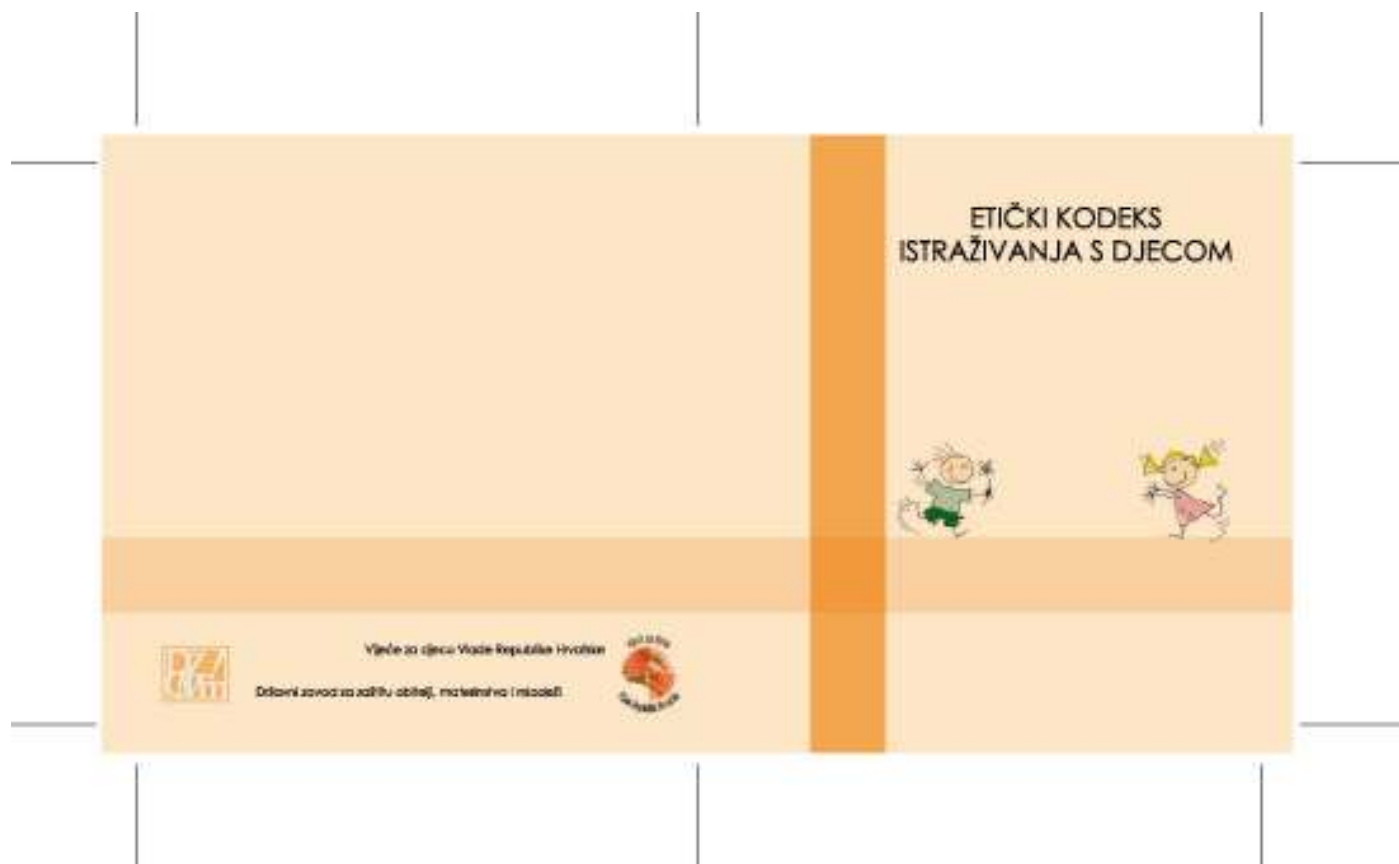 ETIČKI KODEKS
ISTRAŽIVANJA S DJECOM
Vijeće za djecu Vlade Republike Hrvatske
Državni zavod za zaštitu obitelji, materinstva i mladeži